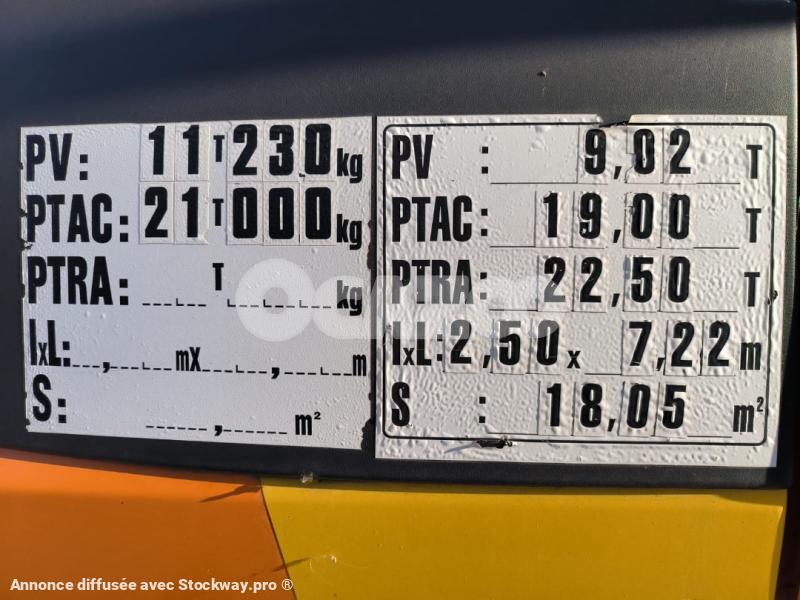 PV: 11 T 230 kg
PTAC: 21 T 000 kg
PTRA: T kg
IxL: , mx , m
S: , m²
PV : 9,02 T
PTAC: 19,00 T
PTRA: 22,50 T
IxL: 2,50 x 7,22 m
S : 18,05 m²
Annonce diffusée avec Stockway.pro ®